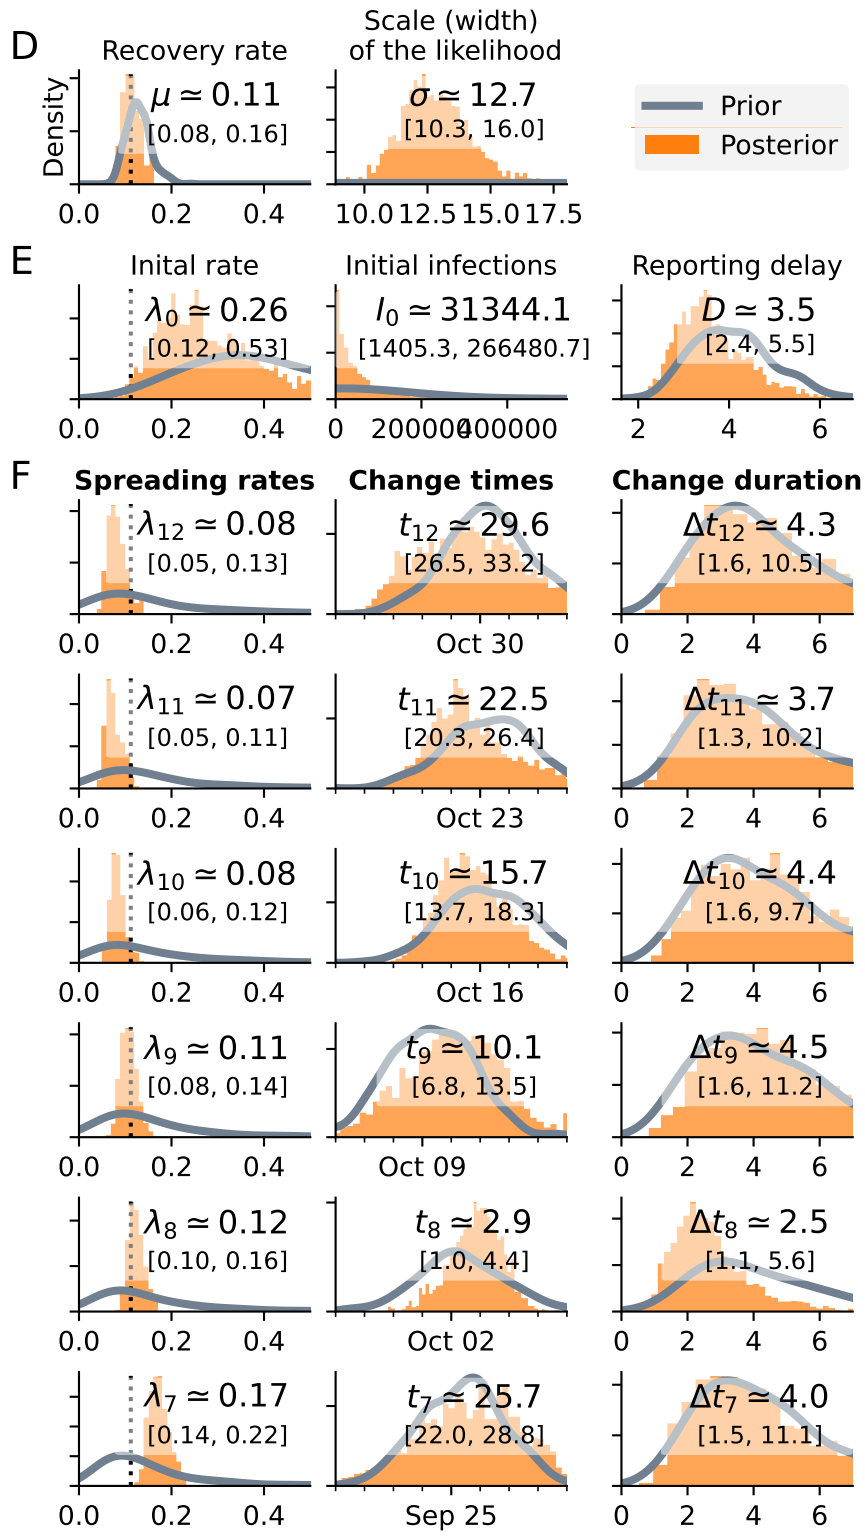 D
Recovery rate
Scale (width)
of the likelihood
Density
μ ≃ 0.11
[0.08, 0.16]
σ ≃ 12.7
[10.3, 16.0]
Prior
Posterior
0.0 0.2 0.4
10.0 12.5 15.0 17.5
E
Inital rate
Initial infections
Reporting delay
λ₀ ≃ 0.26
[0.12, 0.53]
I₀ ≃ 31344.1
[1405.3, 266480.7]
D ≃ 3.5
[2.4, 5.5]
0.0 0.2 0.4
0 200000 400000
2 4 6
F
Spreading rates
Change times
Change duration
λ₁₂ ≃ 0.08
[0.05, 0.13]
t₁₂ ≃ 29.6
[26.5, 33.2]
Δt₁₂ ≃ 4.3
[1.6, 10.5]
0.0 0.2 0.4
Oct 30
0 2 4 6
λ₁₁ ≃ 0.07
[0.05, 0.11]
t₁₁ ≃ 22.5
[20.3, 26.4]
Δt₁₁ ≃ 3.7
[1.3, 10.2]
0.0 0.2 0.4
Oct 23
0 2 4 6
λ₁₀ ≃ 0.08
[0.06, 0.12]
t₁₀ ≃ 15.7
[13.7, 18.3]
Δt₁₀ ≃ 4.4
[1.6, 9.7]
0.0 0.2 0.4
Oct 16
0 2 4 6
λ₉ ≃ 0.11
[0.08, 0.14]
t₉ ≃ 10.1
[6.8, 13.5]
Δt₉ ≃ 4.5
[1.6, 11.2]
0.0 0.2 0.4
Oct 09
0 2 4 6
λ₈ ≃ 0.12
[0.10, 0.16]
t₈ ≃ 2.9
[1.0, 4.4]
Δt₈ ≃ 2.5
[1.1, 5.6]
0.0 0.2 0.4
Oct 02
0 2 4 6
λ₇ ≃ 0.17
[0.14, 0.22]
t₇ ≃ 25.7
[22.0, 28.8]
Δt₇ ≃ 4.0
[1.5, 11.1]
0.0 0.2 0.4
Sep 25
0 2 4 6